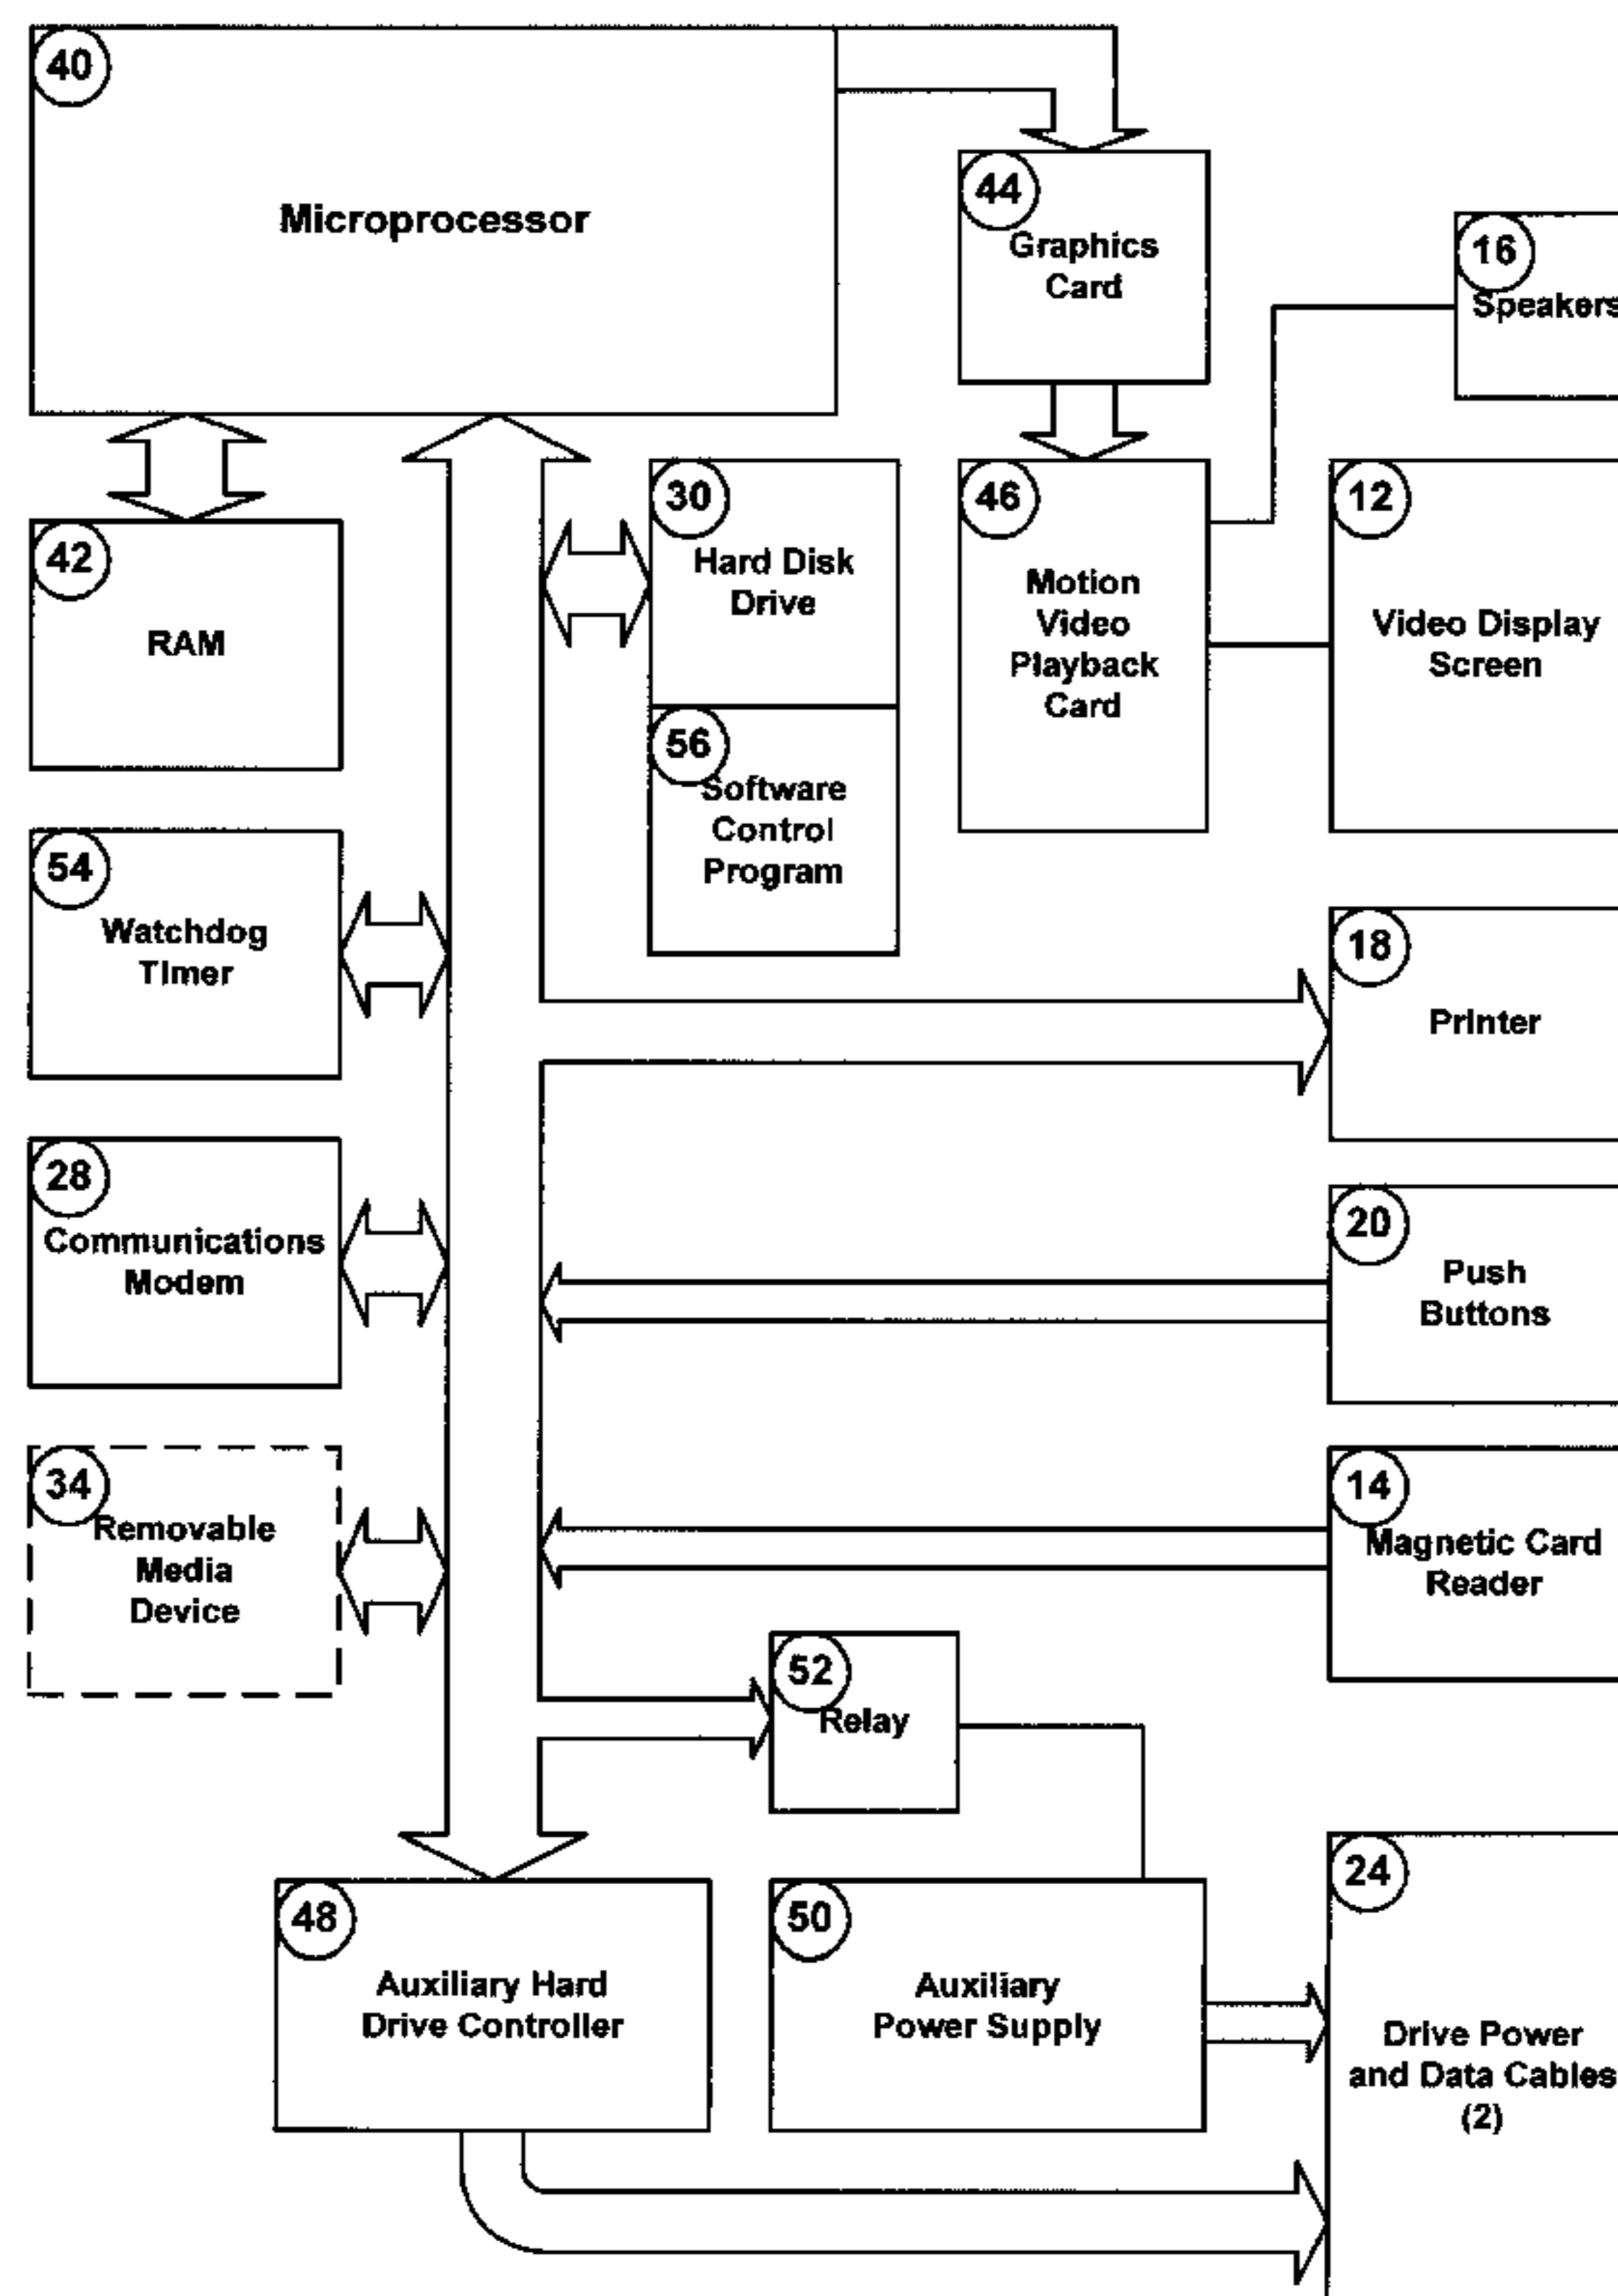 40
Microprocessor
44
Graphics
Card
16
Speakers
42
RAM
30
Hard Disk
Drive
56
Software
Control
Program
46
Motion
Video
Playback
Card
12
Video Display
Screen
54
Watchdog
Timer
18
Printer
28
Communications
Modem
20
Push
Buttons
34
Removable
Media
Device
14
Magnetic Card
Reader
52
Relay
48
Auxiliary Hard
Drive Controller
50
Auxiliary
Power Supply
24
Drive Power
and Data Cables
(2)